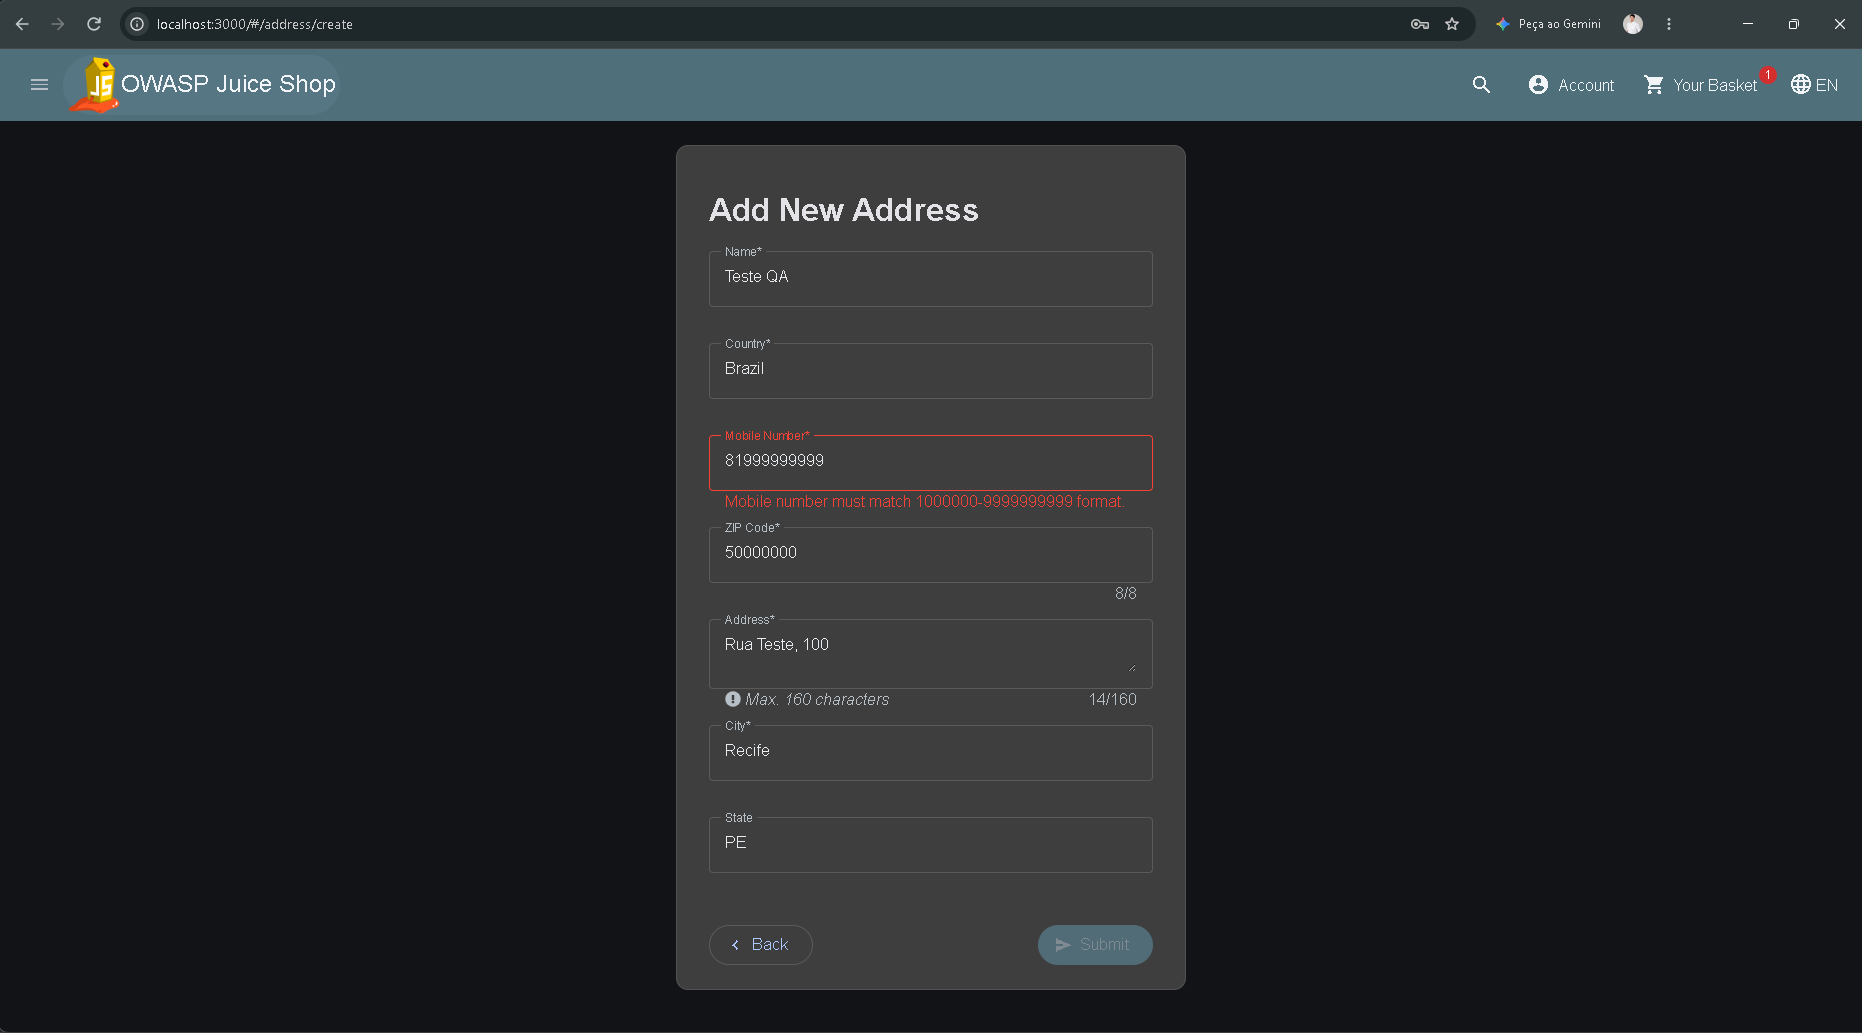 localhost:3000/#/address/create
Peça ao Gemini
OWASP Juice Shop
Account
Your Basket
1
EN
Add New Address
Name*
Teste QA
Country*
Brazil
Mobile Number*
81999999999
Mobile number must match 1000000-9999999999 format.
ZIP Code*
50000000
8/8
Address*
Rua Teste, 100
Max. 160 characters
14/160
City*
Recife
State
PE
Back
Submit